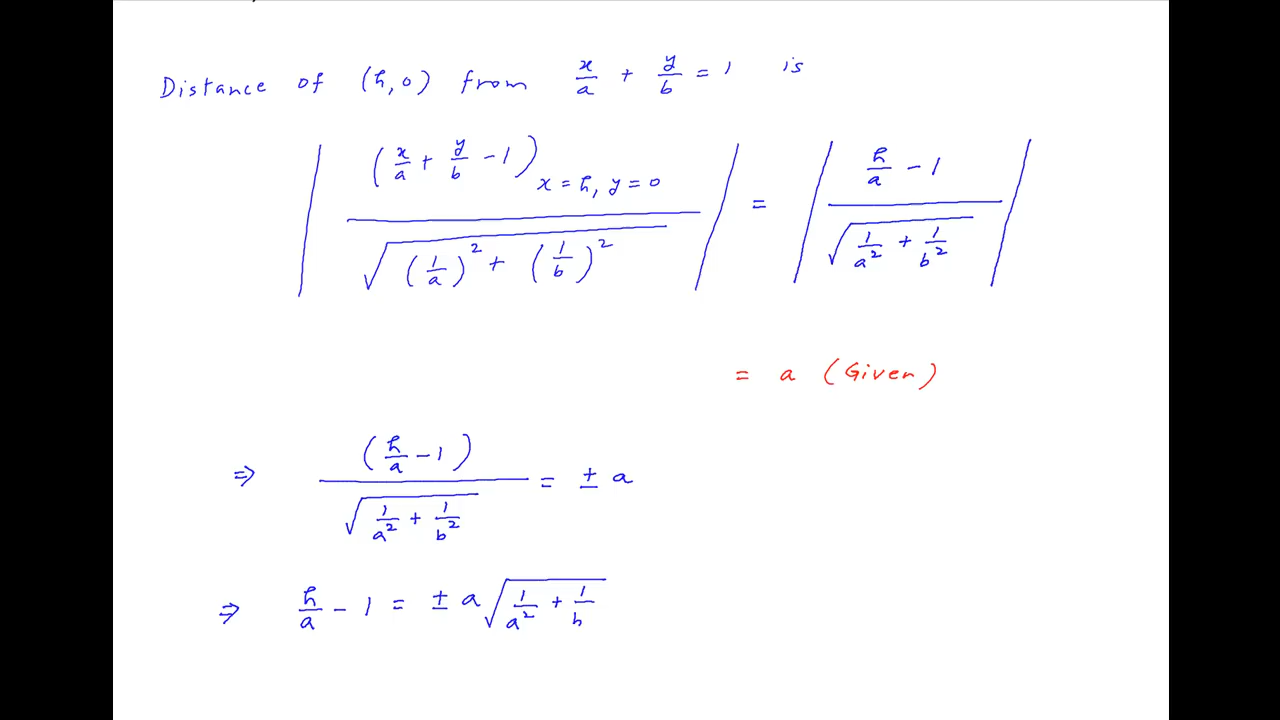 Distance of (h, 0) from x/a + y/b = 1 is
| (x/a + y/b - 1) x = h, y = 0 / √((1/a)² + (1/b)²) | = | (h/a - 1) / √(1/a² + 1/b²) |
= a (Given)
⇒ (h/a - 1) / √(1/a² + 1/b²) = ± a
⇒ h/a - 1 = ± a √(1/a² + 1/b)